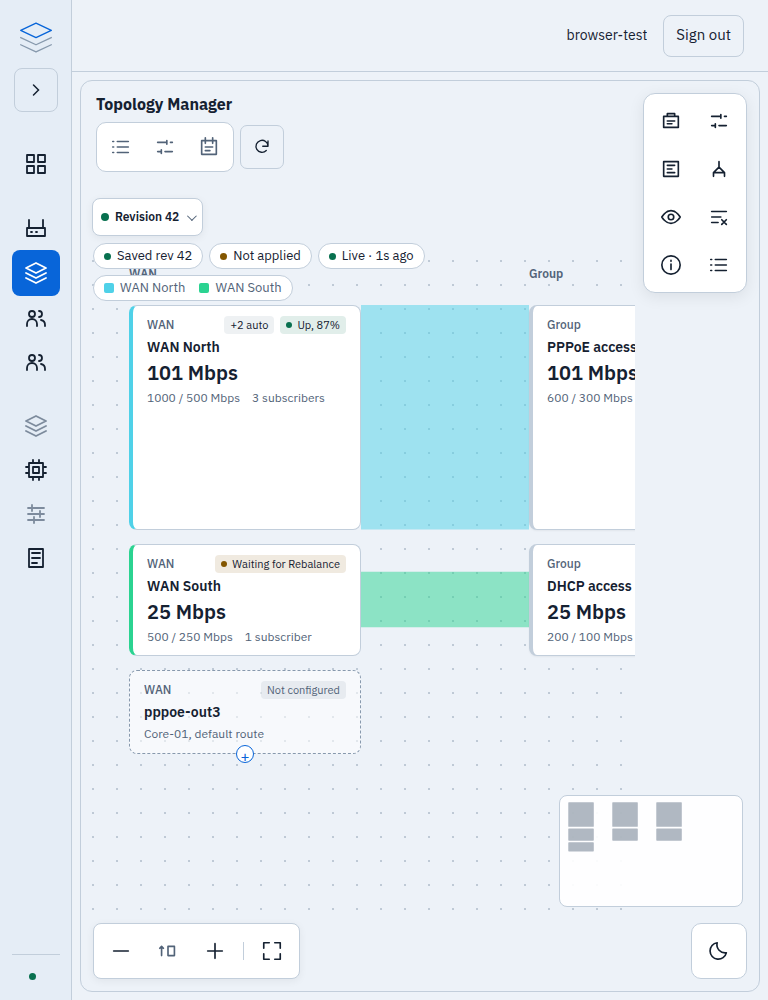 browser-test
Sign out
Topology Manager
Revision 42
Saved rev 42
Not applied
Live · 1s ago
WAN
Group
WAN North
WAN South
WAN
+2 auto
Up, 87%
WAN North
101 Mbps
1000 / 500 Mbps 3 subscribers
Group
PPPoE access
101 Mbps
600 / 300 Mbps
WAN
Waiting for Rebalance
WAN South
25 Mbps
500 / 250 Mbps 1 subscriber
Group
DHCP access
25 Mbps
200 / 100 Mbps
WAN
Not configured
pppoe-out3
Core-01, default route